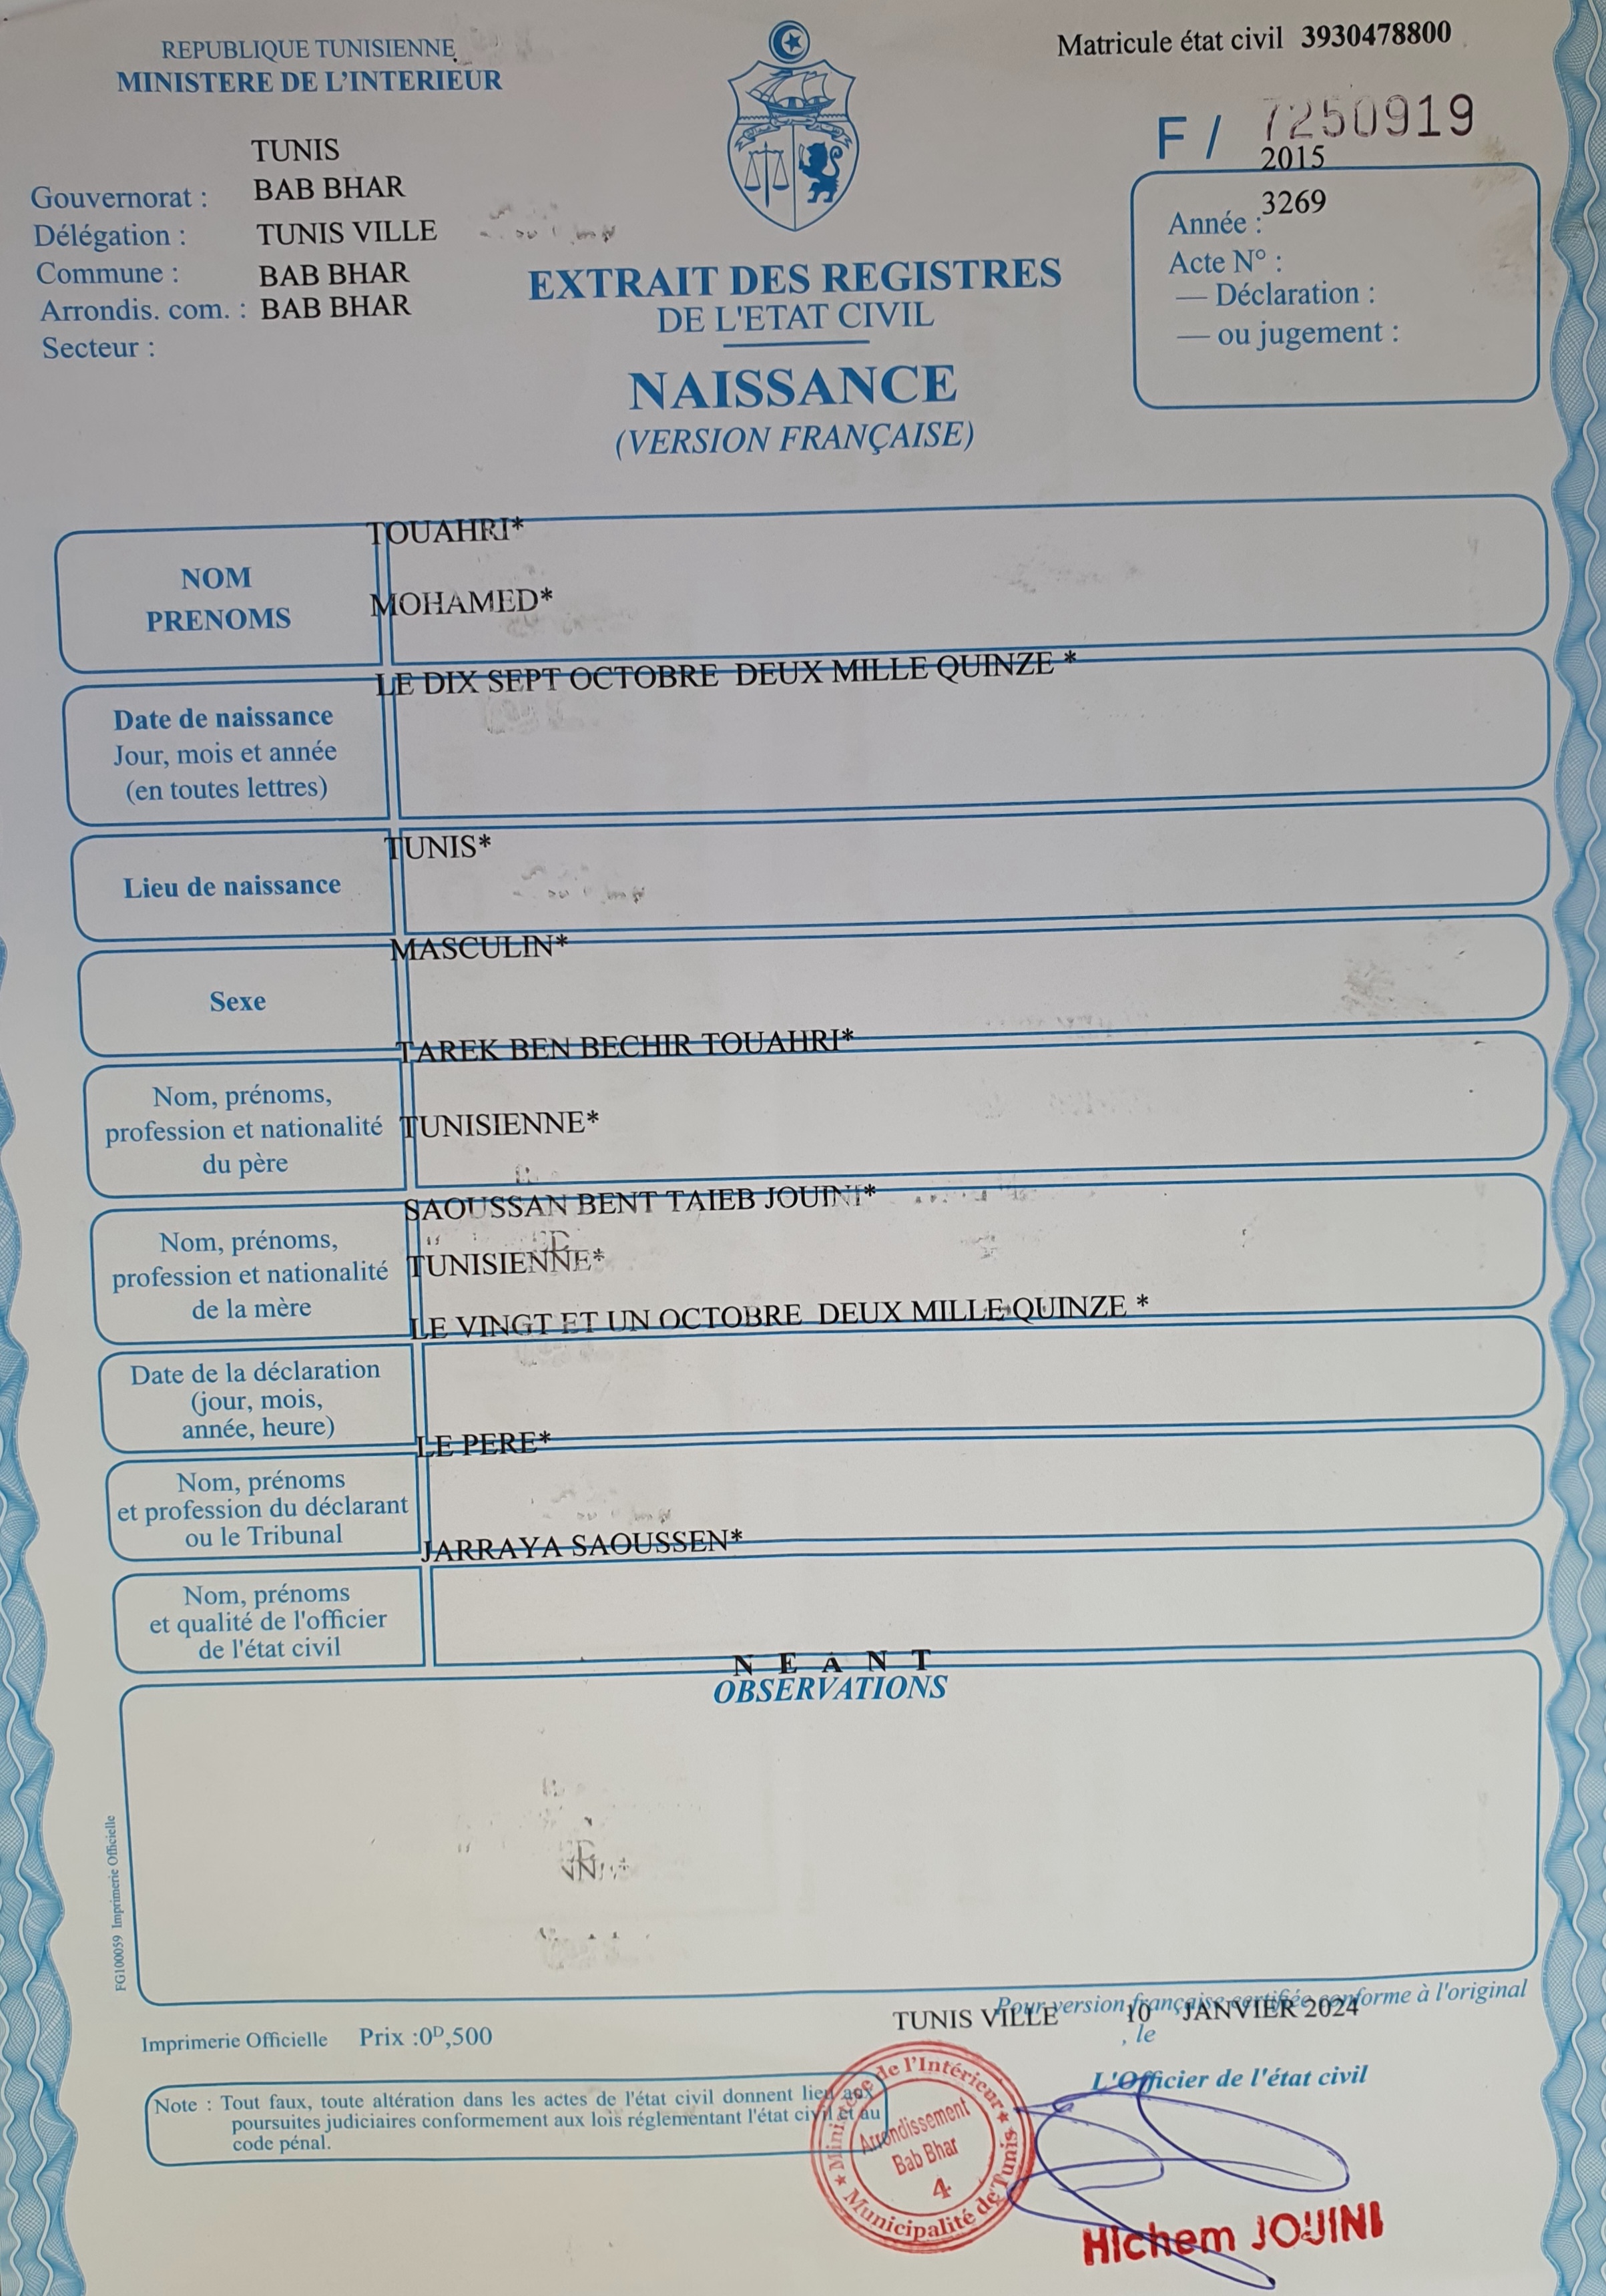 REPUBLIQUE TUNISIENNE
MINISTERE DE L'INTERIEUR
Matricule état civil 3930478800
F / 7250919
TUNIS
Gouvernorat : BAB BHAR
Délégation : TUNIS VILLE
Commune : BAB BHAR
Arrondis. com. : BAB BHAR
Secteur :
2015
Année : 3269
Acte N° :
— Déclaration :
— ou jugement :
EXTRAIT DES REGISTRES
DE L'ETAT CIVIL
NAISSANCE
(VERSION FRANÇAISE)
TOUAHRI*
NOM
MOHAMED*
PRENOMS
LE DIX SEPT OCTOBRE DEUX MILLE QUINZE *
Date de naissance
Jour, mois et année
(en toutes lettres)
TUNIS*
Lieu de naissance
MASCULIN*
Sexe
TAREK BEN BECHIR TOUAHRI*
Nom, prénoms,
profession et nationalité TUNISIENNE*
du père
SAOUSSAN BENT TAIEB JOUINI*
Nom, prénoms,
profession et nationalité TUNISIENNE*
de la mère
LE VINGT ET UN OCTOBRE DEUX MILLE QUINZE *
Date de la déclaration
(jour, mois,
année, heure)
LE PERE*
Nom, prénoms
et profession du déclarant
ou le Tribunal
JARRAYA SAOUSSEN*
Nom, prénoms
et qualité de l'officier
de l'état civil
N E A N T
OBSERVATIONS
FG100059 Imprimerie Officielle
Pour version française certifiée conforme à l'original
TUNIS VILLE , le 10 JANVIER 2024
Imprimerie Officielle Prix :0D,500
L'Officier de l'état civil
Note : Tout faux, toute altération dans les actes de l'état civil donnent lieu aux
poursuites judiciaires conformement aux lois réglementant l'état civil et au
code pénal.
Ministère de l'Intérieur
Arrondissement
Bab Bhar
4
Municipalité de Tunis
Hichem JOUINI